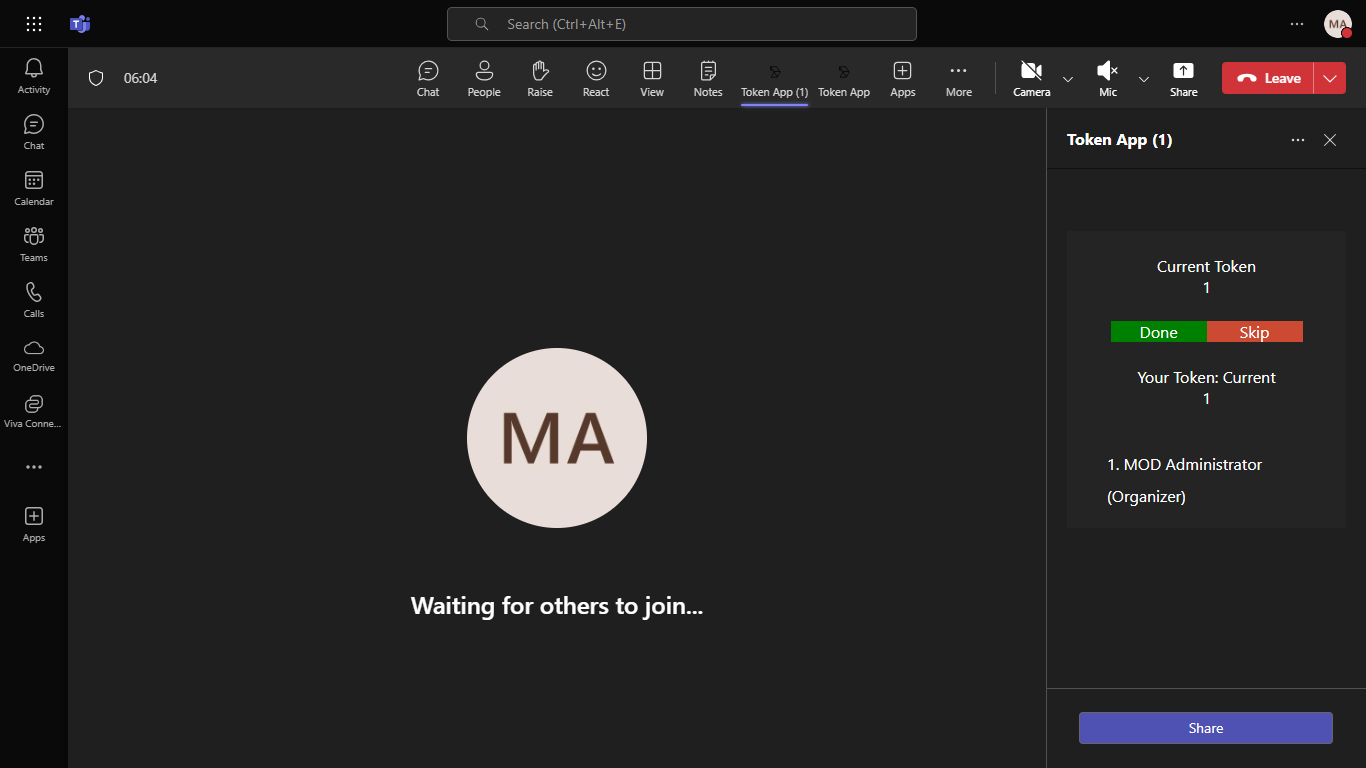 Search (Ctrl+Alt+E)
MA
Activity
Chat
Calendar
Teams
Calls
OneDrive
Viva Conne...
Apps
06:04
Chat
People
Raise
React
View
Notes
Token App (1)
Token App
Apps
More
Camera
Mic
Share
Leave
MA
Waiting for others to join...
Token App (1)
Current Token
1
Done
Skip
Your Token: Current
1
1. MOD Administrator
(Organizer)
Share